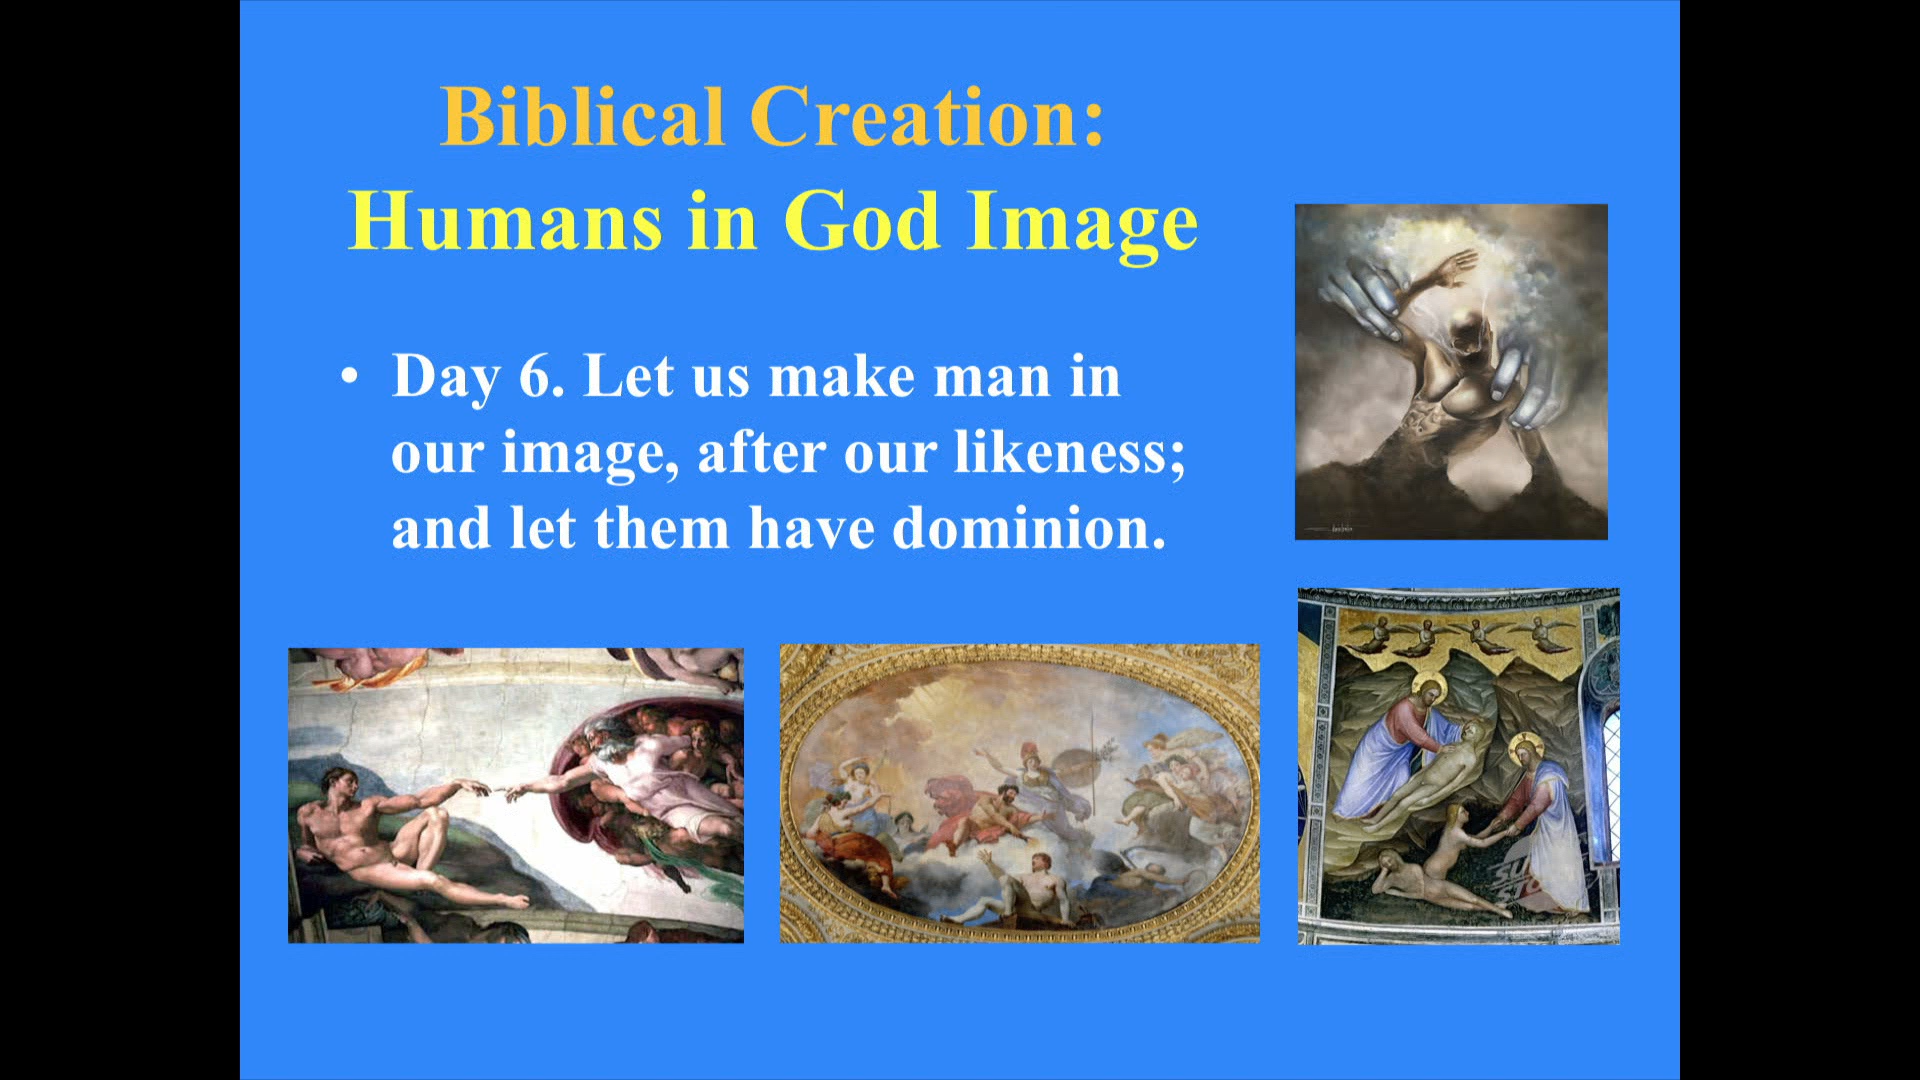 Biblical Creation:
Humans in God Image
• Day 6. Let us make man in
our image, after our likeness;
and let them have dominion.